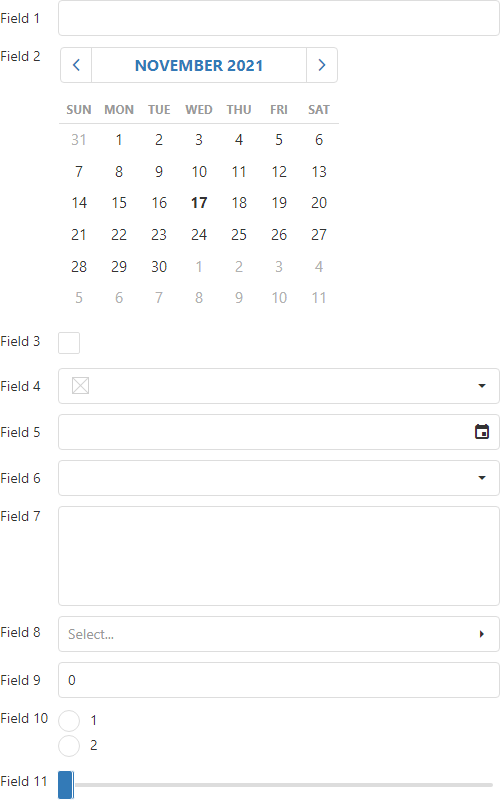 Field 1
Field 2
NOVEMBER 2021
SUN MON TUE WED THU FRI SAT
31 1 2 3 4 5 6
7 8 9 10 11 12 13
14 15 16 17 18 19 20
21 22 23 24 25 26 27
28 29 30 1 2 3 4
5 6 7 8 9 10 11
Field 3
Field 4
Field 5
Field 6
Field 7
Field 8 Select...
Field 9 0
Field 10 1
2
Field 11